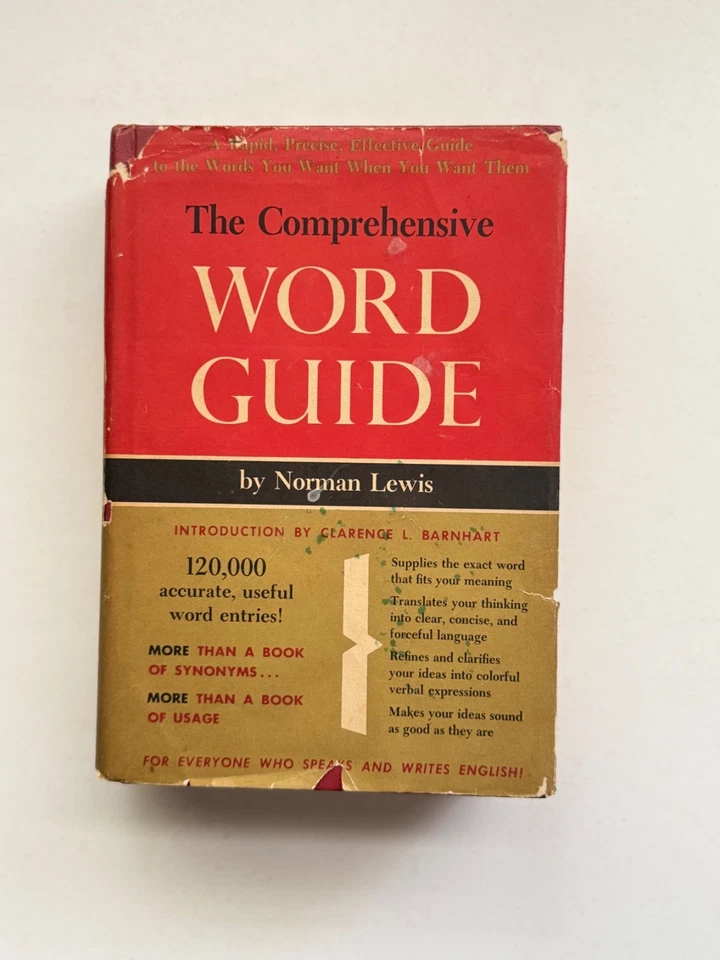 A Rapid, Precise, Effective Guide
to the Words You Want When You Want Them
The Comprehensive
WORD
GUIDE
by Norman Lewis
INTRODUCTION BY CLARENCE L. BARNHART
120,000
accurate, useful
word entries!
MORE THAN A BOOK
OF SYNONYMS...
MORE THAN A BOOK
OF USAGE
Supplies the exact word
that fits your meaning
Translates your thinking
into clear, concise, and
forceful language
Refines and clarifies
your ideas into colorful
verbal expressions
Makes your ideas sound
as good as they are
FOR EVERYONE WHO SPEAKS AND WRITES ENGLISH!